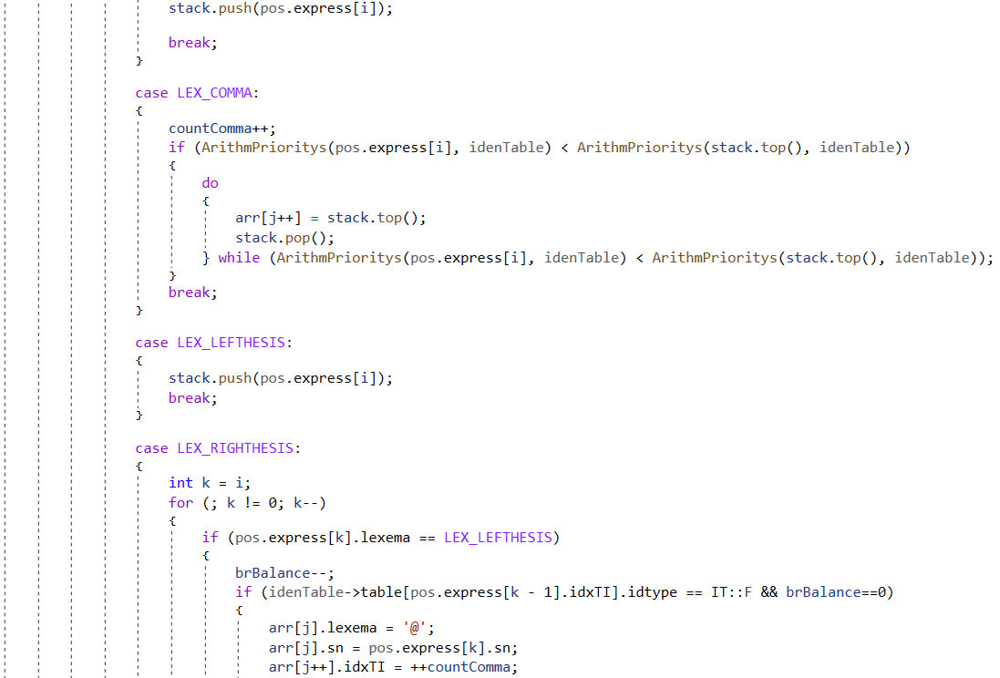 stack.push(pos.express[i]);
break;
}
case LEX_COMMA:
{
countComma++;
if (ArithmPrioritys(pos.express[i], idenTable) < ArithmPrioritys(stack.top(), idenTable))
{
do
{
arr[j++] = stack.top();
stack.pop();
} while (ArithmPrioritys(pos.express[i], idenTable) < ArithmPrioritys(stack.top(), idenTable));
}
break;
}
case LEX_LEFTHESIS:
{
stack.push(pos.express[i]);
break;
}
case LEX_RIGHTHESIS:
{
int k = i;
for (; k != 0; k--)
{
if (pos.express[k].lexema == LEX_LEFTHESIS)
{
brBalance--;
if (idenTable->table[pos.express[k - 1].idxTI].idtype == IT::F && brBalance==0)
{
arr[j].lexema = '@';
arr[j].sn = pos.express[k].sn;
arr[j++].idxTI = ++countComma;